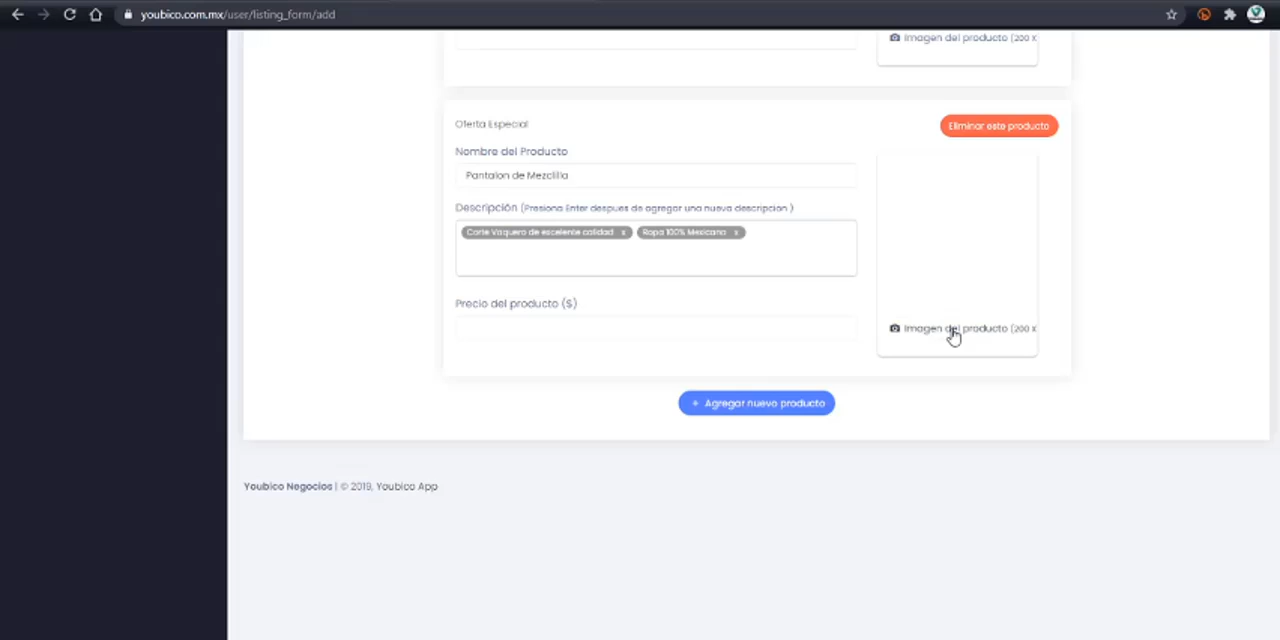 youbico.com.mx/user/listing_form/add
Imagen del producto (200 x
Oferta Especial
Eliminar este producto
Nombre del Producto
Pantalon de Mezclilla
Descripción (Presiona Enter despues de agregar una nueva descripcion )
Corte Vaquero de excelente calidad x Ropa 100% Mexicana x
Precio del producto ($)
Imagen del producto (200 x
+ Agregar nuevo producto
Youbico Negocios | © 2019, Youbico App